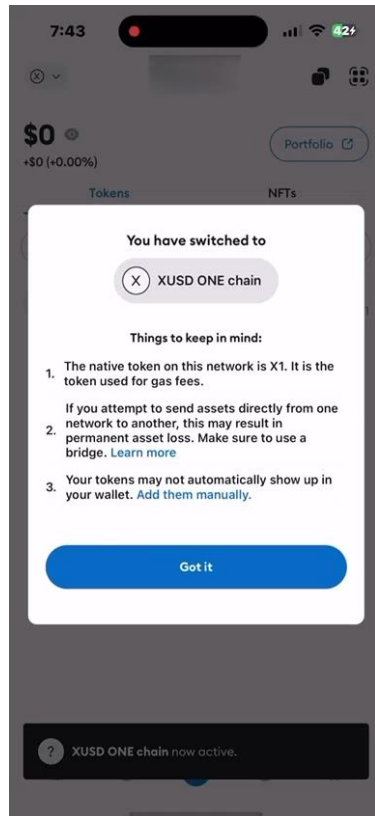 7:43
42
$0
+$0 (+0.00%)
Portfolio
Tokens
NFTs
You have switched to
X XUSD ONE chain
Things to keep in mind:
1. The native token on this network is X1. It is the
token used for gas fees.
2. If you attempt to send assets directly from one
network to another, this may result in
permanent asset loss. Make sure to use a
bridge. Learn more
3. Your tokens may not automatically show up in
your wallet. Add them manually.
Got it
? XUSD ONE chain now active.